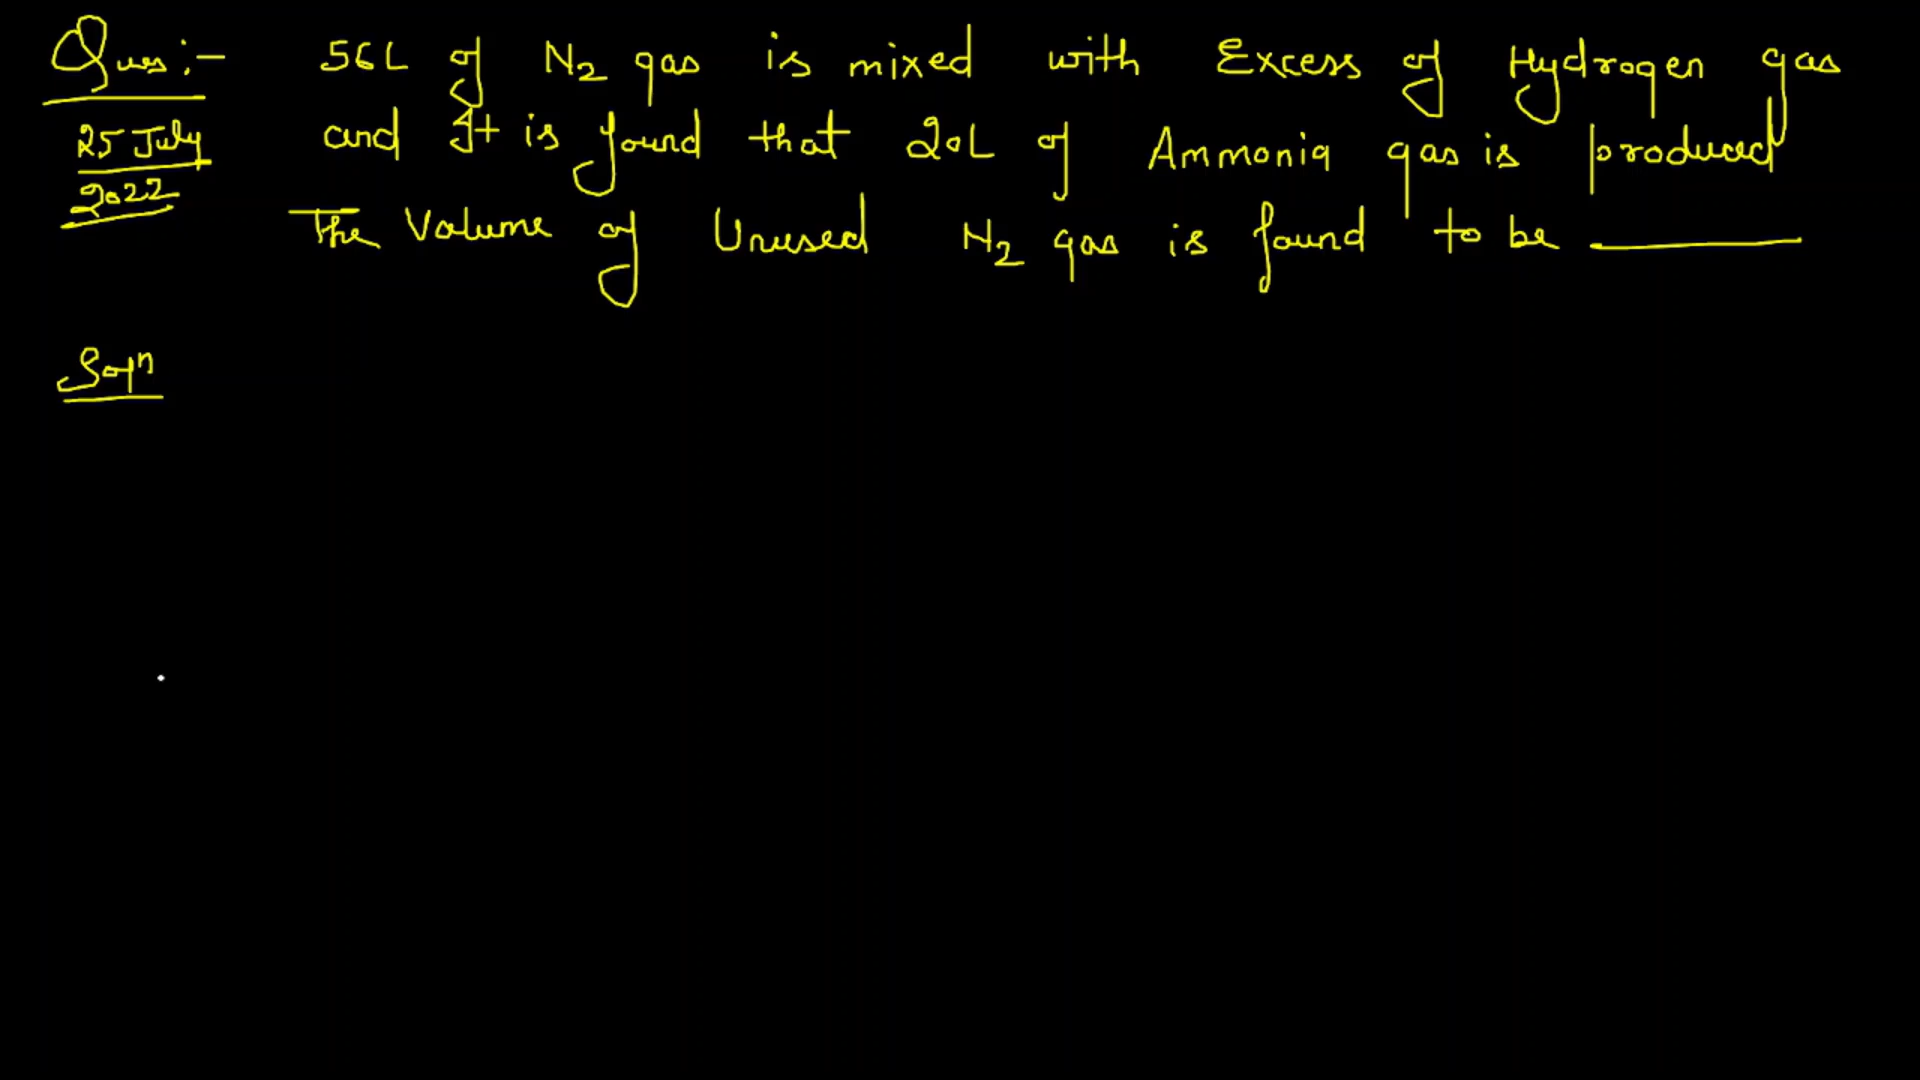 Ques:- 56L of N2 gas is mixed with Excess of Hydrogen gas
25 July and It is found that 20L of Ammonia gas is produced
2022 The Volume of Unused N2 gas is found to be ______
Soln